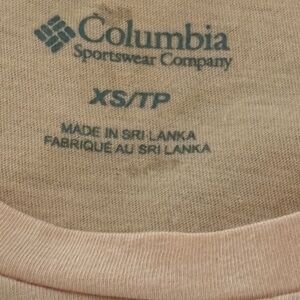 Columbia
Sportswear Company
XS/TP
MADE IN SRI LANKA
FABRIQUÉ AU SRI LANKA